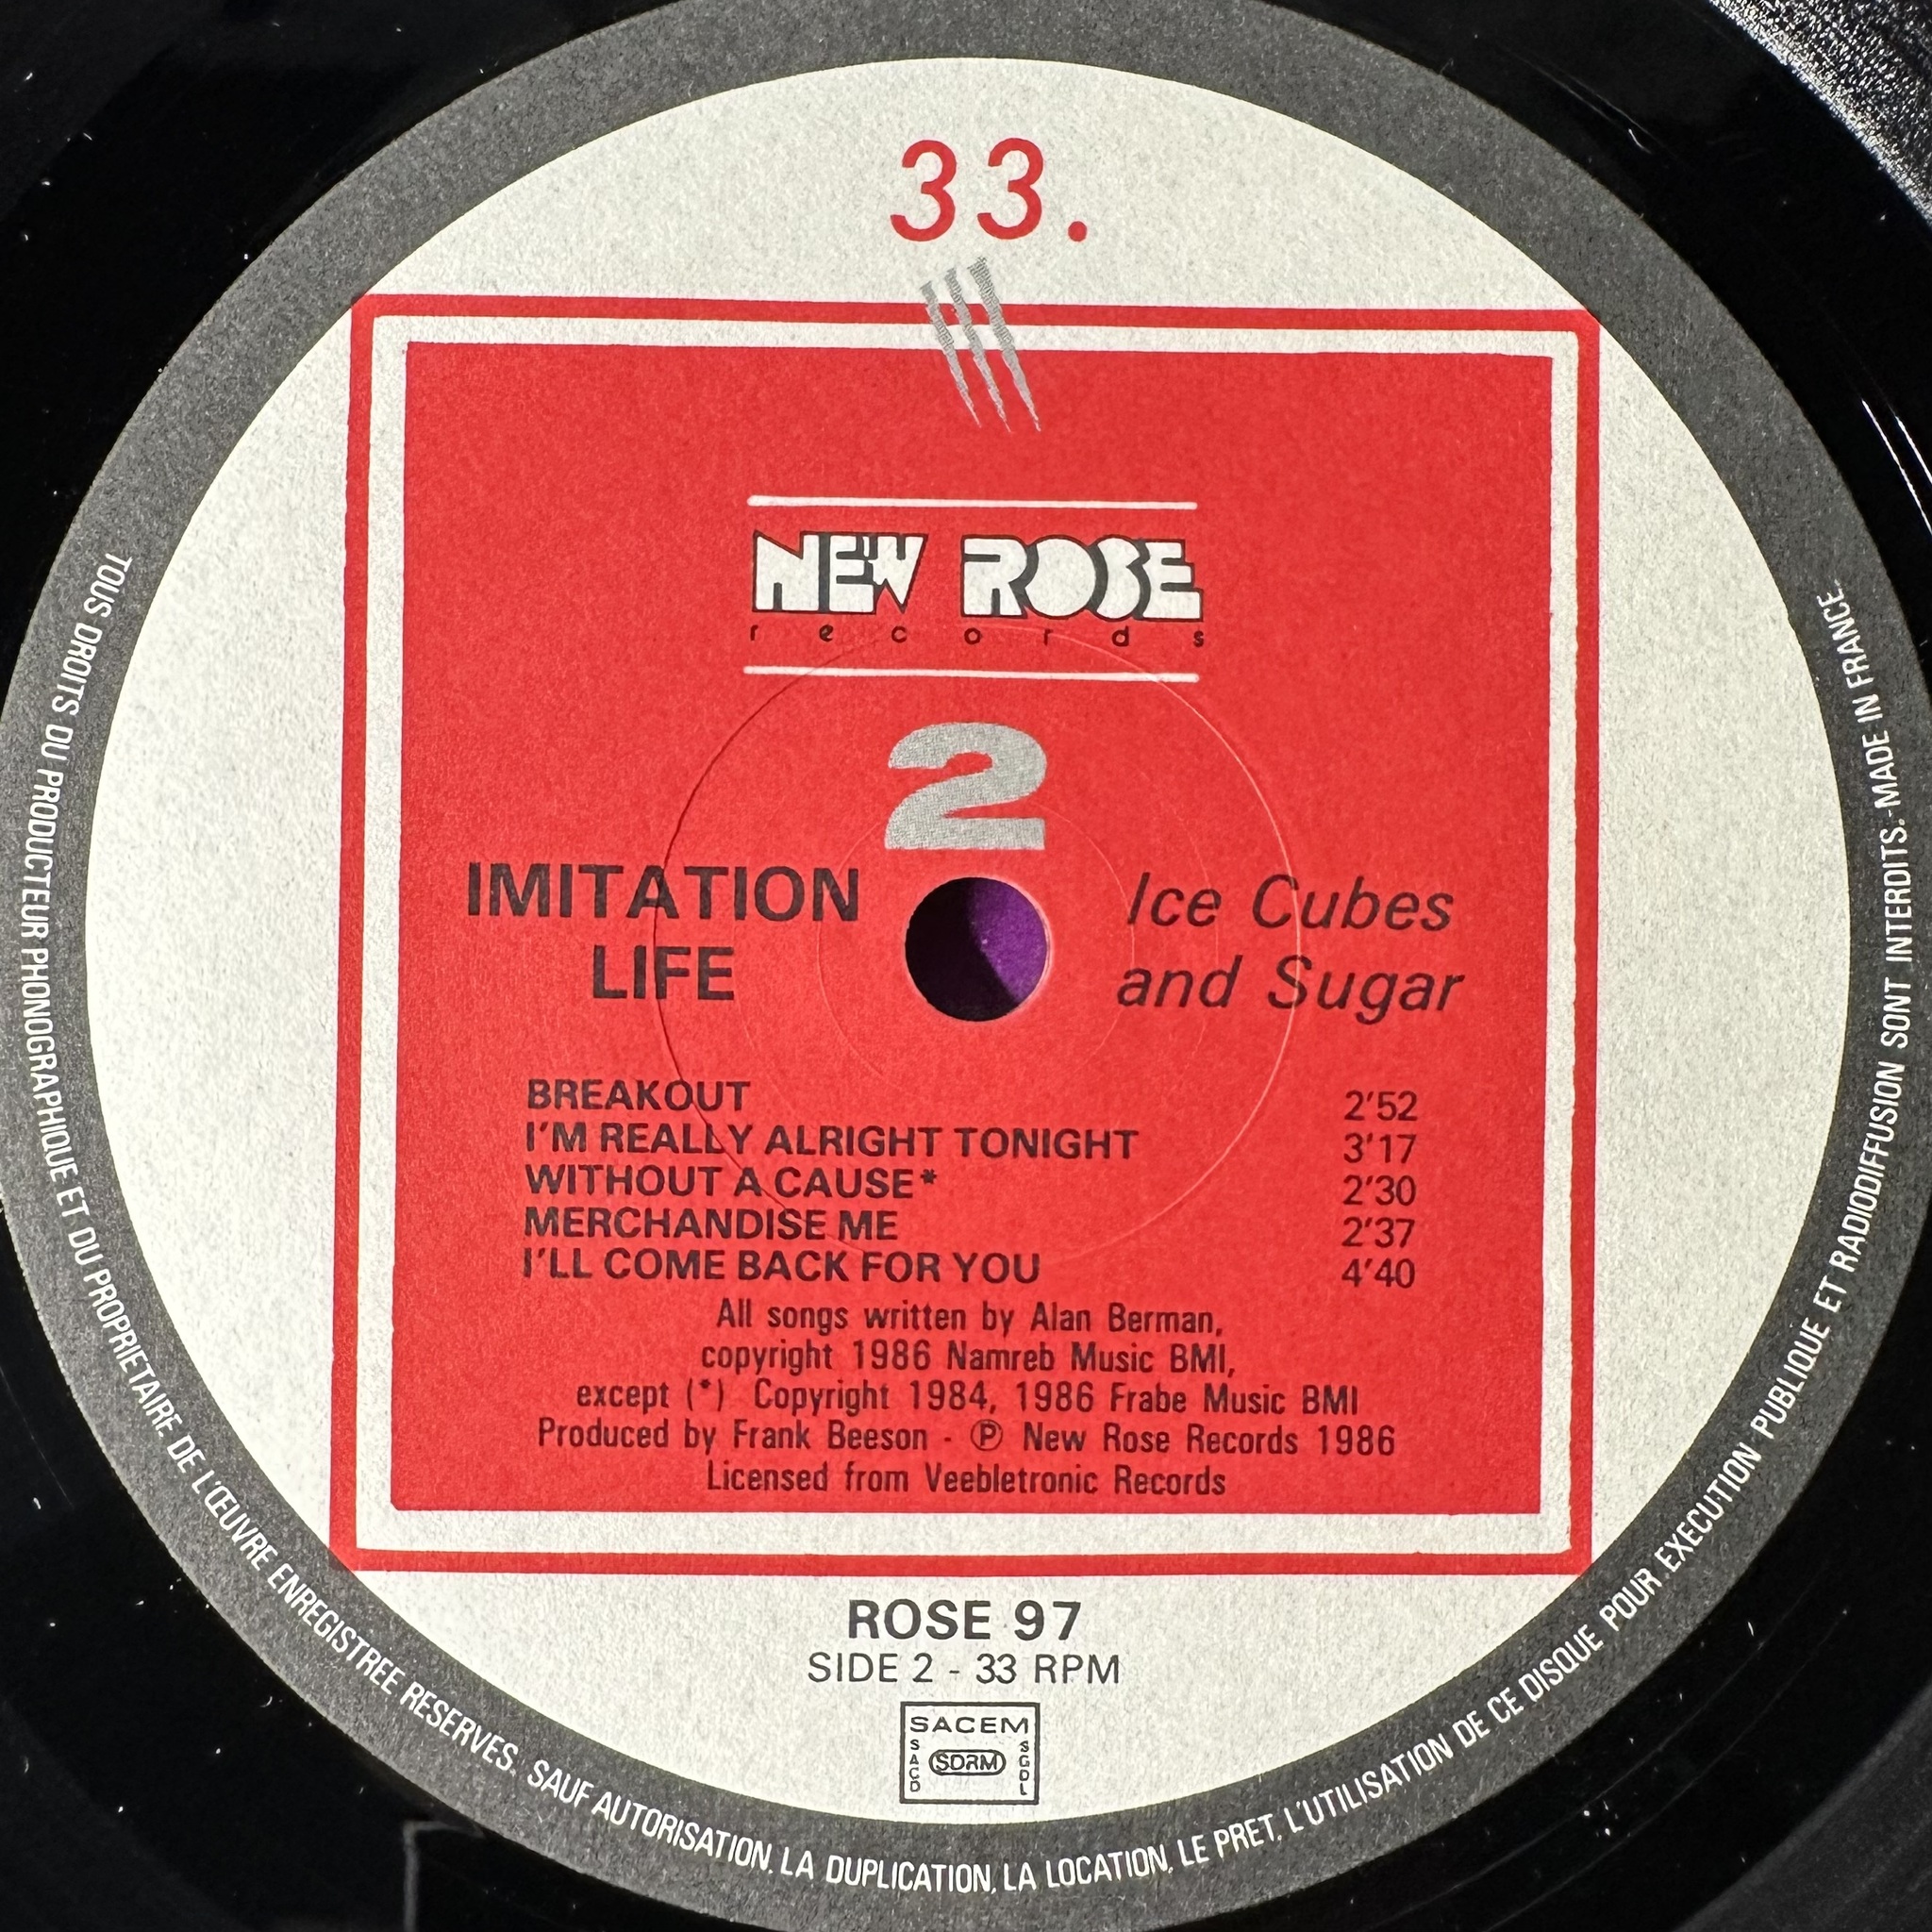 33.
NEW ROSE
records
2
IMITATION
LIFE
Ice Cubes
and Sugar
BREAKOUT 2'52
I'M REALLY ALRIGHT TONIGHT 3'17
WITHOUT A CAUSE* 2'30
MERCHANDISE ME 2'37
I'LL COME BACK FOR YOU 4'40
All songs written by Alan Berman,
copyright 1986 Namreb Music BMI,
except (*) Copyright 1984, 1986 Frabe Music BMI
Produced by Frank Beeson - ℗ New Rose Records 1986
Licensed from Veebletronic Records
ROSE 97
SIDE 2 - 33 RPM
SACEM
SACD
SDRM
SGDL
TOUS DROITS DU PRODUCTEUR PHONOGRAPHIQUE ET DU PROPRIETAIRE DE L'ŒUVRE ENREGISTREE RESERVES. SAUF AUTORISATION, LA DUPLICATION, LA LOCATION, LE PRET, L'UTILISATION DE CE DISQUE POUR EXECUTION PUBLIQUE ET RADIODIFFUSION SONT INTERDITS. MADE IN FRANCE.